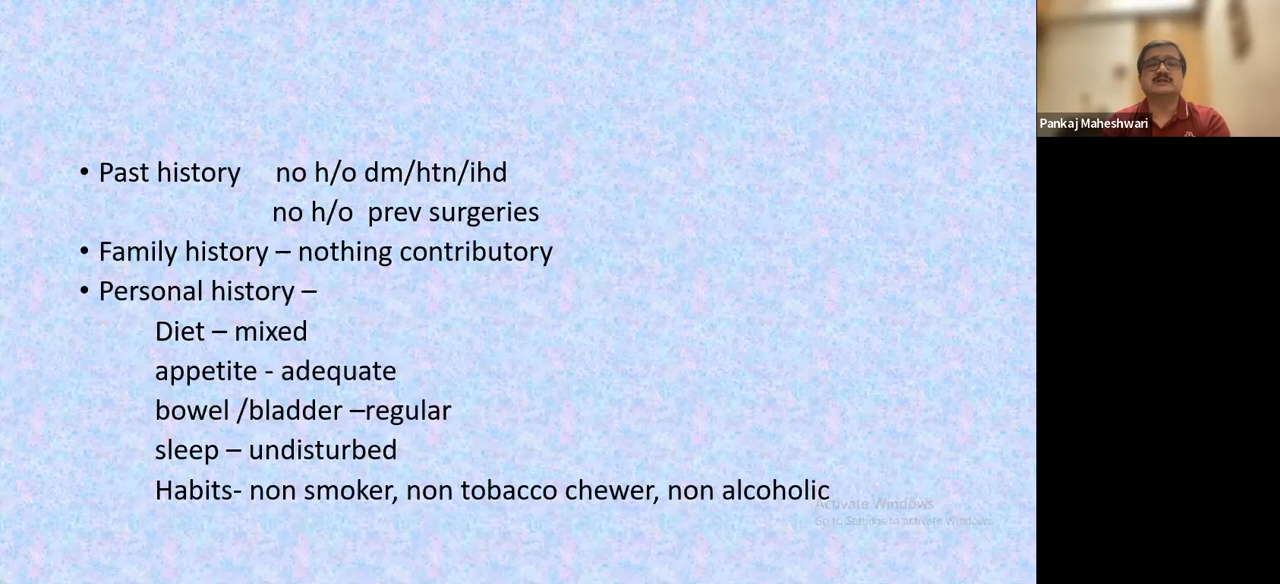 • Past history no h/o dm/htn/ihd
no h/o prev surgeries
• Family history – nothing contributory
• Personal history –
Diet – mixed
appetite - adequate
bowel /bladder –regular
sleep – undisturbed
Habits- non smoker, non tobacco chewer, non alcoholic
Activate Windows
Go to Settings to activate Windows.
Pankaj Maheshwari